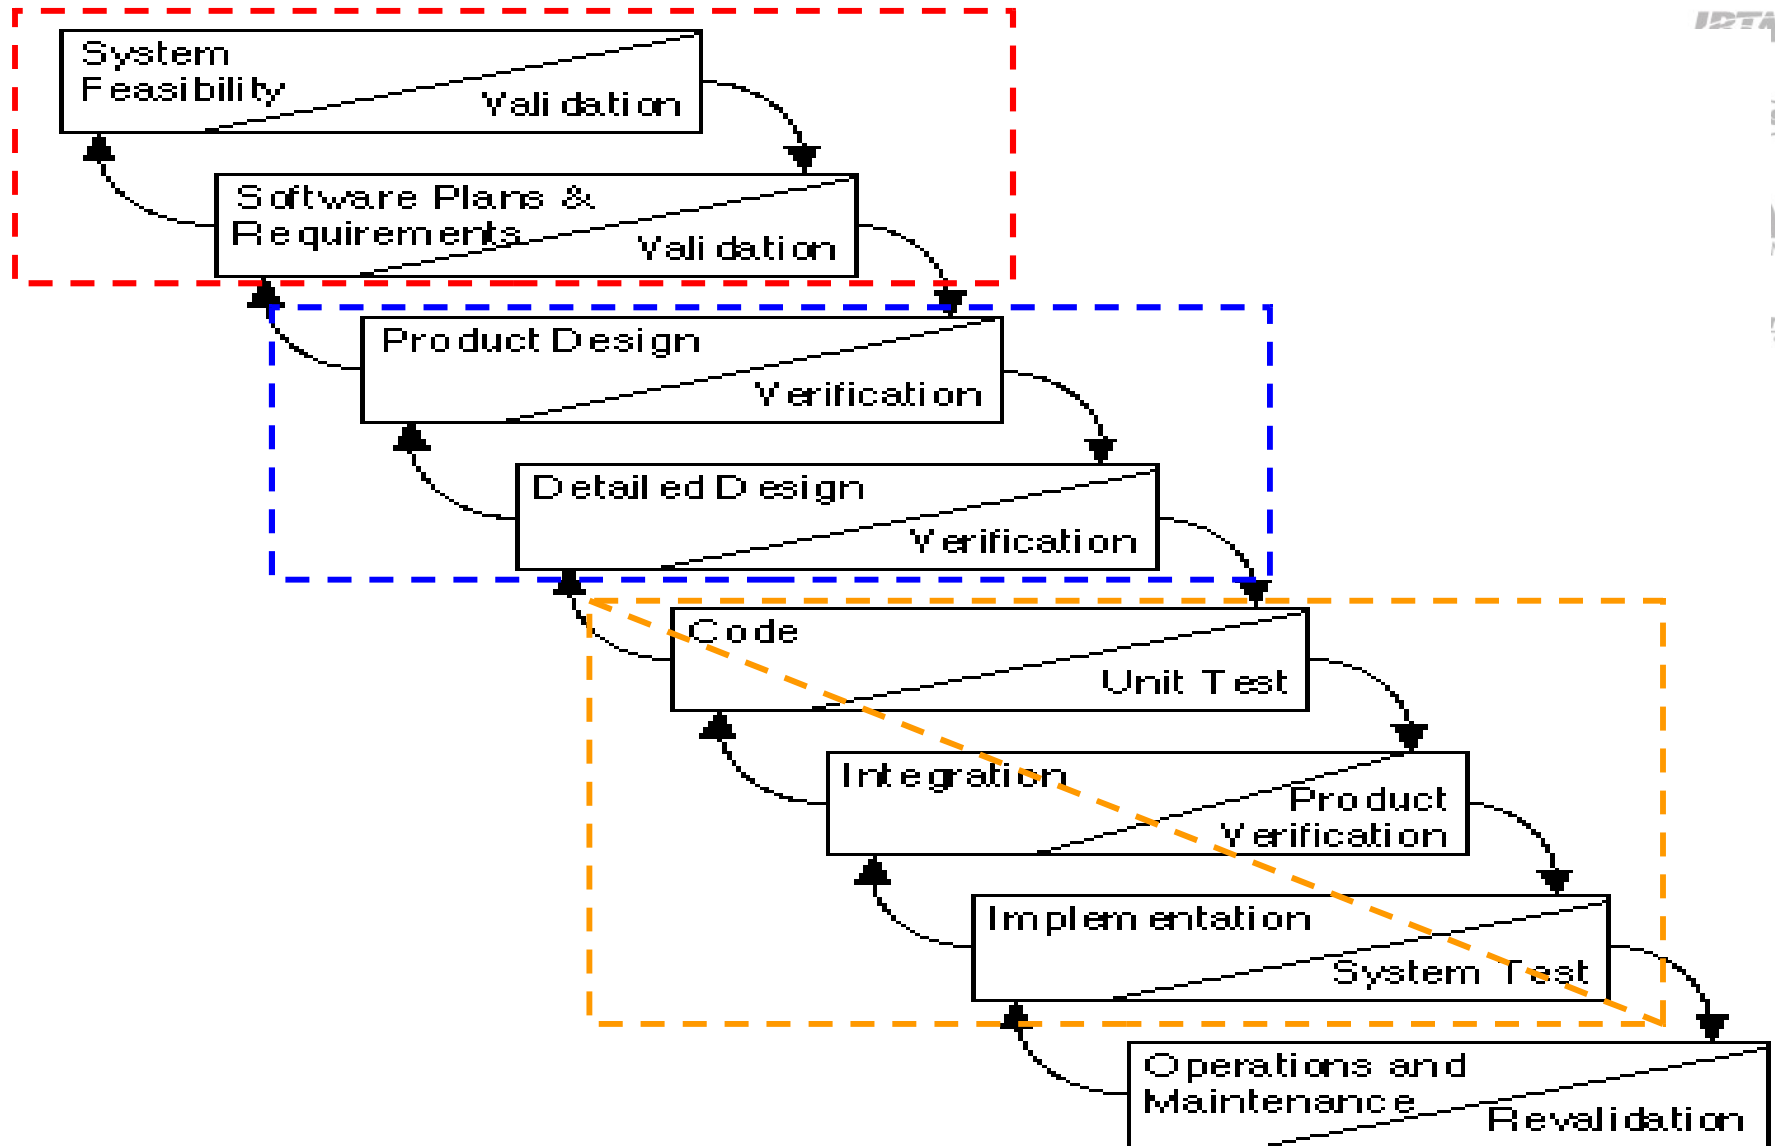 System
Feasibility
Validation
Software Plans &
Requirements
Validation
Product Design
Verification
Detailed Design
Verification
Code
Unit Test
Integration
Product
Verification
Implementation
System Test
Operations and
Maintenance
Revalidation